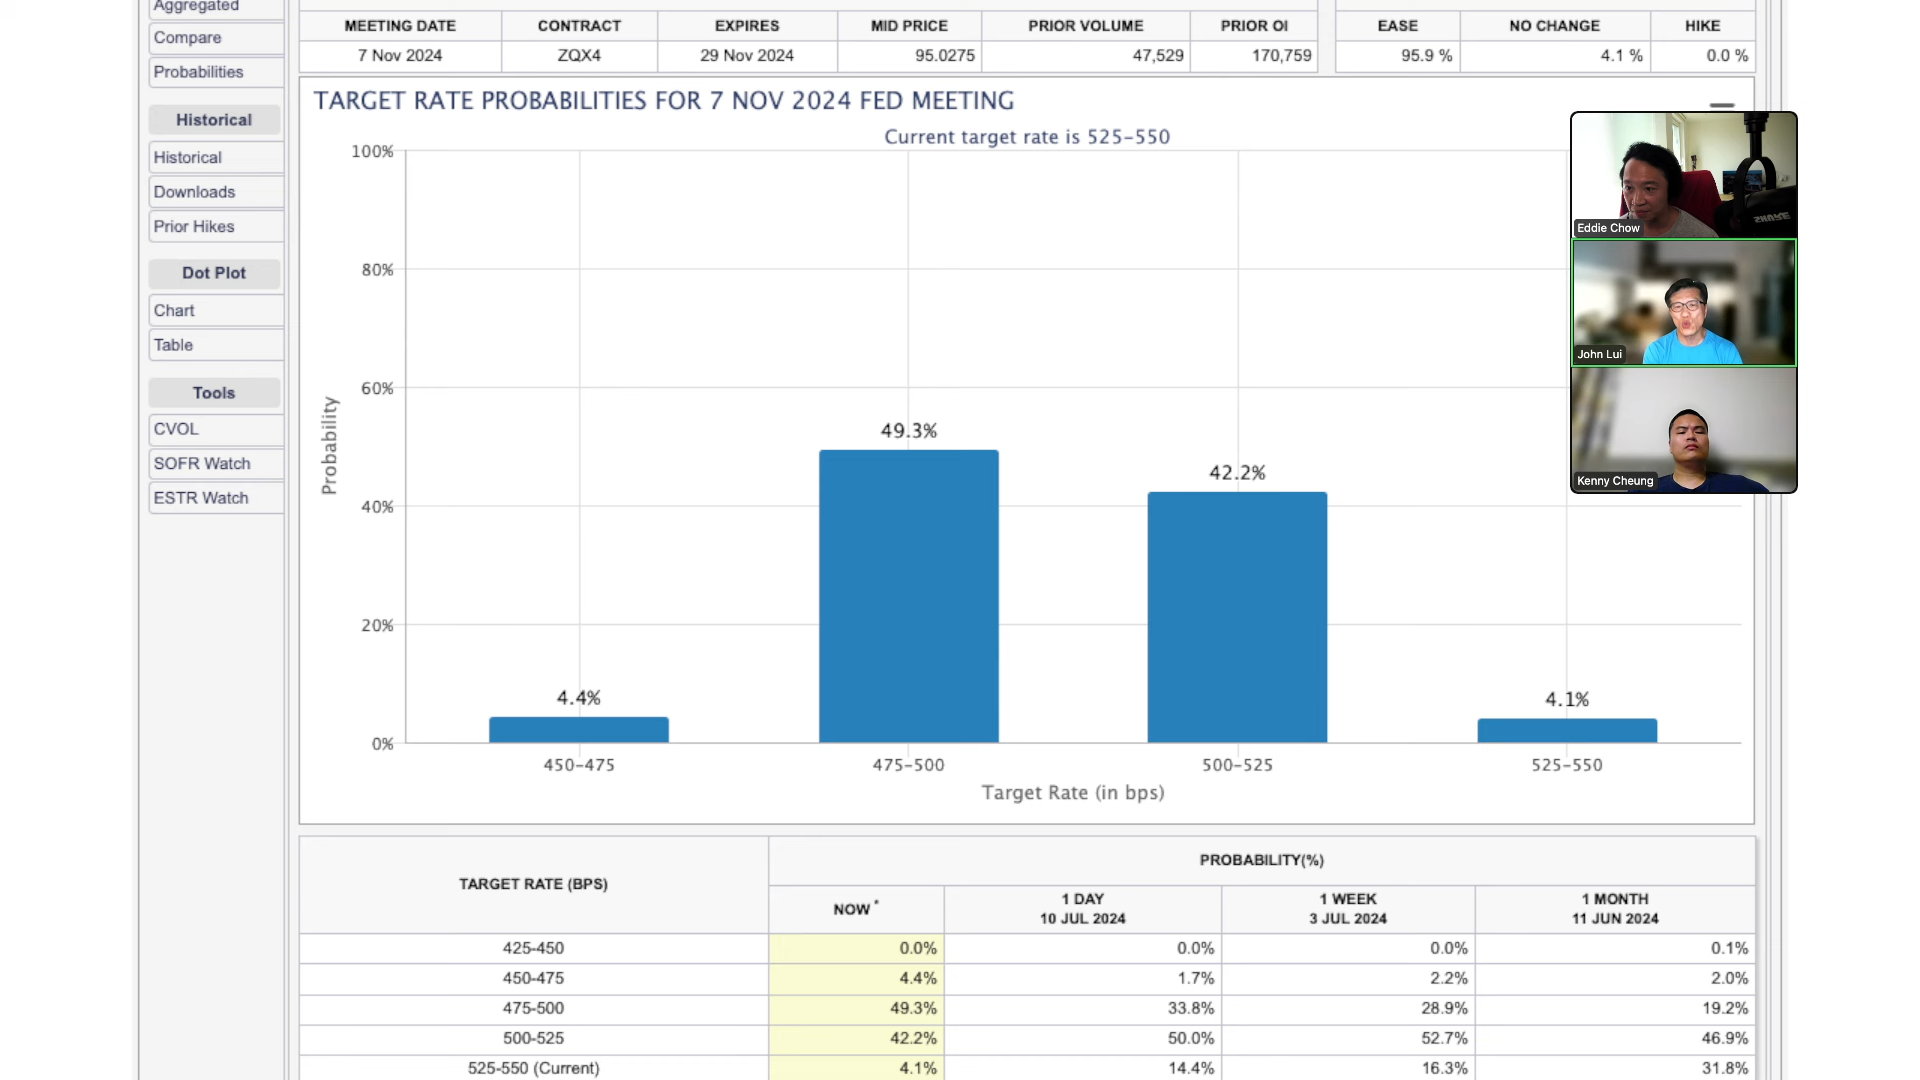 Aggregated
Compare
Probabilities
Historical
Historical
Downloads
Prior Hikes
Dot Plot
Chart
Table
Tools
CVOL
SOFR Watch
ESTR Watch
MEETING DATE CONTRACT EXPIRES MID PRICE PRIOR VOLUME PRIOR OI
7 Nov 2024 ZQX4 29 Nov 2024 95.0275 47,529 170,759
EASE NO CHANGE HIKE
95.9 % 4.1 % 0.0 %
TARGET RATE PROBABILITIES FOR 7 NOV 2024 FED MEETING
Current target rate is 525-550
Probability
100%
80%
60%
40%
20%
0%
4.4%
49.3%
42.2%
4.1%
450-475 475-500 500-525 525-550
Target Rate (in bps)
Eddie Chow
SHURE
John Lui
Kenny Cheung
TARGET RATE (BPS) PROBABILITY(%)
NOW * 1 DAY 10 JUL 2024 1 WEEK 3 JUL 2024 1 MONTH 11 JUN 2024
425-450 0.0% 0.0% 0.0% 0.1%
450-475 4.4% 1.7% 2.2% 2.0%
475-500 49.3% 33.8% 28.9% 19.2%
500-525 42.2% 50.0% 52.7% 46.9%
525-550 (Current) 4.1% 14.4% 16.3% 31.8%